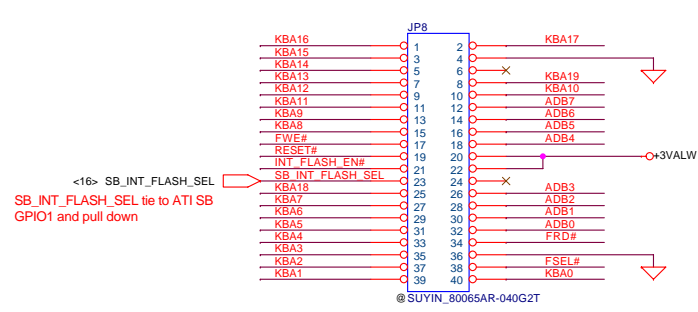 JP8
KBA16 1 2 KBA17
KBA15 3 4
KBA14 5 6
KBA13 7 8 KBA19
KBA12 9 10 KBA10
KBA11 11 12 ADB7
KBA9 13 14 ADB6
KBA8 15 16 ADB5
FWE# 17 18 ADB4
RESET# 19 20 +3VALW
INT_FLASH_EN# 21 22
<16> SB_INT_FLASH_SEL SB_INT_FLASH_SEL 23 24
KBA18 25 26 ADB3
KBA7 27 28 ADB2
KBA6 29 30 ADB1
KBA5 31 32 ADB0
KBA4 33 34 FRD#
KBA3 35 36
KBA2 37 38 FSEL#
KBA1 39 40 KBA0
SB_INT_FLASH_SEL tie to ATI SB
GPIO1 and pull down
@ SUYIN_80065AR-040G2T